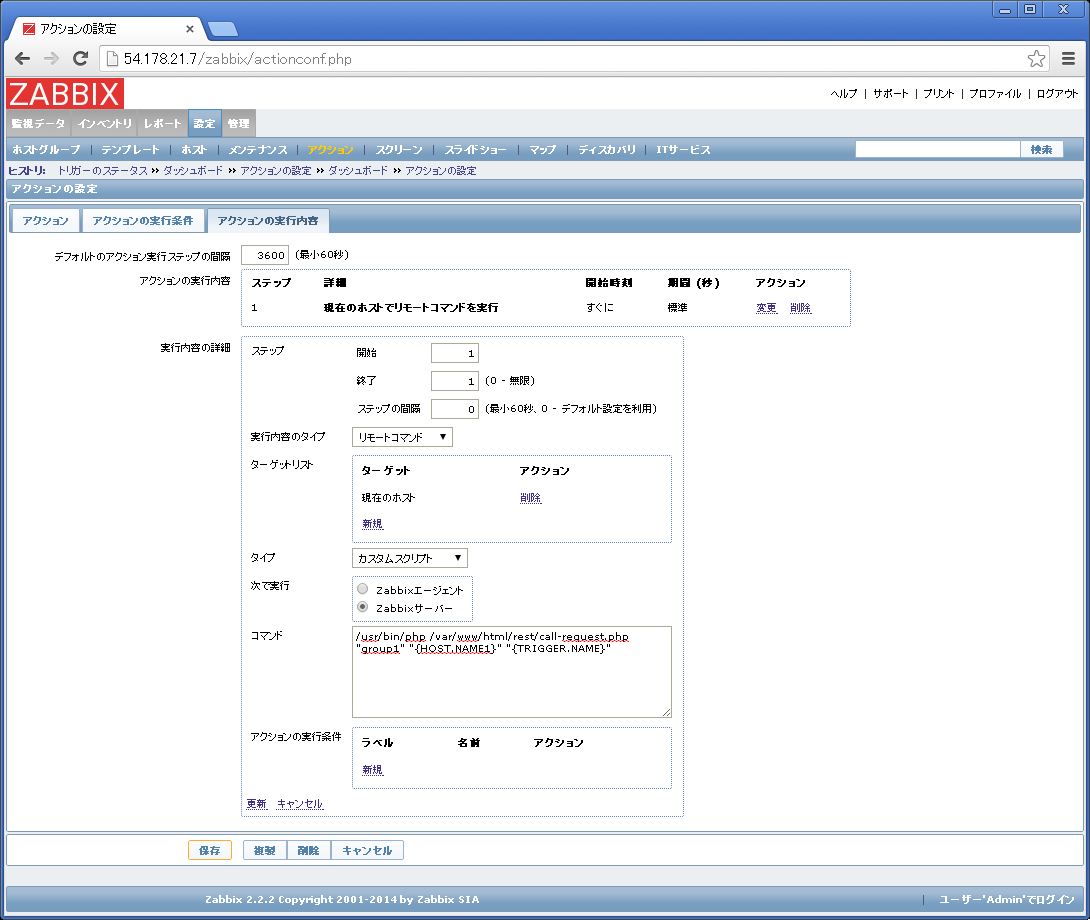 アクションの設定
54.178.21.7/zabbix/actionconf.php
ZABBIX
ヘルプ | サポート | プリント | プロファイル | ログアウト
監視データ インベントリ レポート 設定 管理
ホストグループ | テンプレート | ホスト | メンテナンス | アクション | スクリーン | スライドショー | マップ | ディスカバリ | ITサービス 検索
ヒストリ: トリガーのステータス » ダッシュボード » アクションの設定 » ダッシュボード » アクションの設定
アクションの設定
アクション アクションの実行条件 アクションの実行内容
デフォルトのアクション実行ステップの間隔 3600 (最小60秒)
アクションの実行内容 ステップ 詳細 開始時刻 期間 (秒) アクション
1 現在のホストでリモートコマンドを実行 すぐに 標準 変更 削除
実行内容の詳細 ステップ 開始 1
終了 1 (0 - 無限)
ステップの間隔 0 (最小60秒、0 - デフォルト設定を利用)
実行内容のタイプ リモートコマンド
ターゲットリスト ターゲット アクション
現在のホスト 削除
新規
タイプ カスタムスクリプト
次で実行 Zabbixエージェント
Zabbixサーバー
コマンド /usr/bin/php /var/www/html/rest/call-request.php
"group1" "{HOST.NAME1}" "{TRIGGER.NAME}"
アクションの実行条件 ラベル 名前 アクション
新規
更新 キャンセル
保存 複製 削除 キャンセル
Zabbix 2.2.2 Copyright 2001-2014 by Zabbix SIA | ユーザー'Admin'でログイン